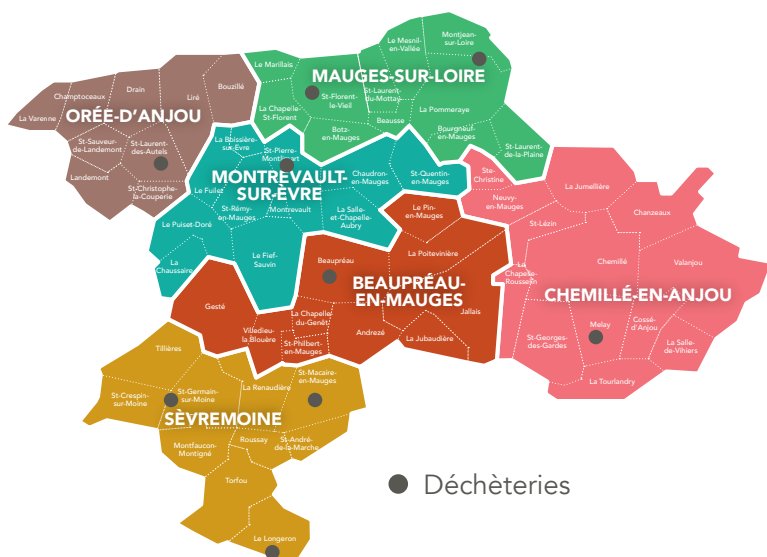 Montjean-
sur-Loire
Le Mesnil-
en-Vallée
Le Marillais
MAUGES-SUR-LOIRE
St-Florent-
le-Vieil
St-Laurent-
du-Mottay
La Chapelle-
St-Florent
La Pommeraye
Beausse
Botz-
en-Mauges
Bourgneuf-
en-Mauges
St-Laurent-
de-la-Plaine
Drain
Bouzillé
Champtoceaux
Liré
La Varenne
ORÉE-D'ANJOU
St-Sauveur-
de-Landemont
St-Laurent-
des-Autels
Landemont
St-Christophe-
la-Couperie
La Boissière-
sur-Evre
St-Pierre-
Montlimart
Chaudron-
en-Mauges
St-Quentin-
en-Mauges
MONTREVAULT-
SUR-ÈVRE
Le Fuilet
St-Rémy-
en-Mauges
Montrevault
La Salle-
et-Chapelle-
Aubry
Le Puiset-Doré
La
Chaussaire
Le Fief-
Sauvin
Ste-
Christine
La Jumellière
Neuvy-
en-Mauges
Chanzeaux
St-Lézin
Chemillé
Valanjou
La
Chapelle-
Rousselin
CHEMILLÉ-EN-ANJOU
St-Georges-
des-Gardes
Melay
Cossé-
d'Anjou
La Salle-
de-Vihiers
La Tourlandry
Le Pin-
en-Mauges
La Poitevinière
Beaupréau
BEAUPRÉAU-
EN-MAUGES
Gesté
La Chapelle-
du-Genêt
Jallais
Villedieu-
la-Blouère
Andrezé
La Jubaudière
St-Philbert-
en-Mauges
Tillières
St-Macaire-
en-Mauges
La Renaudière
St-Crespin-
sur-Moine
St-Germain-
sur-Moine
SÈVREMOINE
Montfaucon-
Montigné
Roussay
St-André-
de-la-Marche
Torfou
Le Longeron
Déchèteries